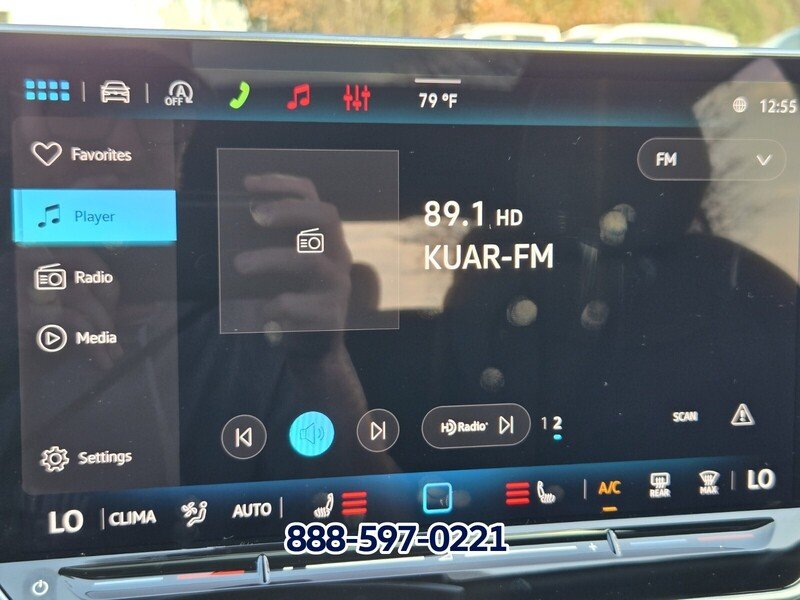 A
OFF
79 °F
12:55
Favorites
FM
Player
89.1 HD
KUAR-FM
Radio
Media
HD Radio
1 2
SCAN
Settings
LO
CLIMA
AUTO
A/C
REAR
MAX
LO
888-597-0221